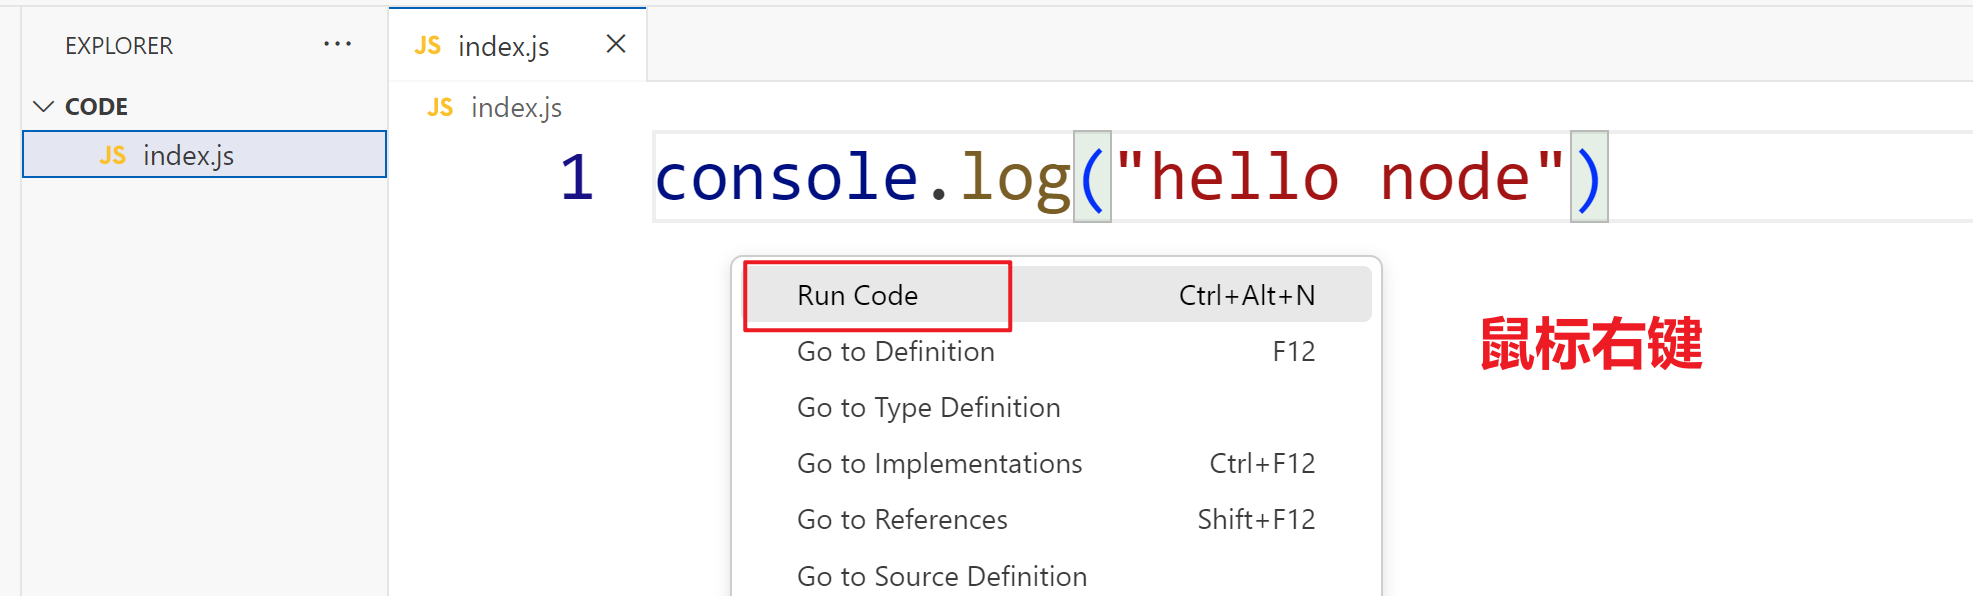 EXPLORER ···
JS index.js ×
CODE
JS index.js
JS index.js
1 console.log("hello node")
Run Code Ctrl+Alt+N
Go to Definition F12
Go to Type Definition
Go to Implementations Ctrl+F12
Go to References Shift+F12
Go to Source Definition
鼠标右键